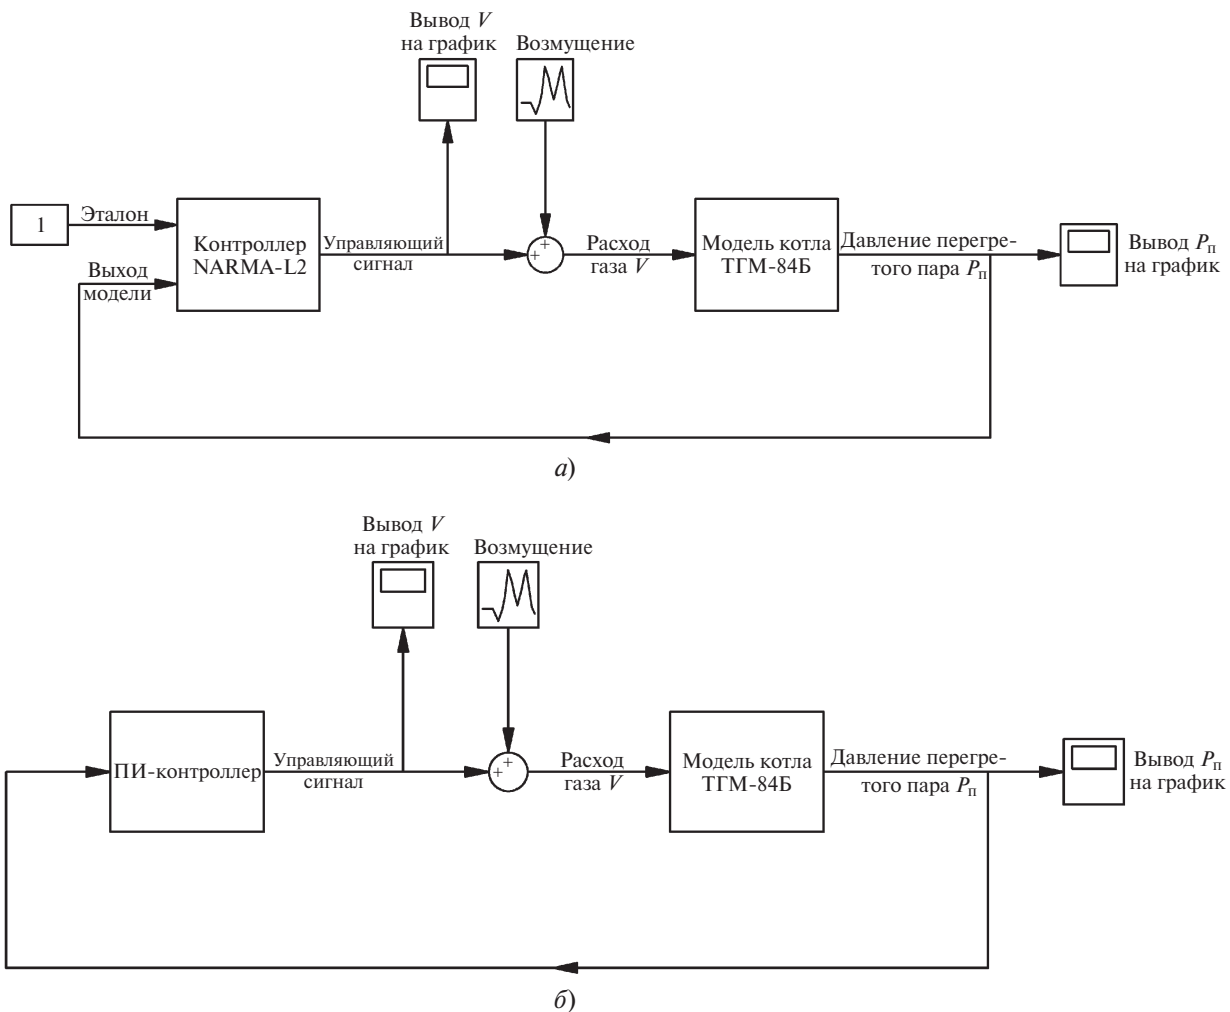 Вывод V
на график
Возмущение
1
Эталон
Выход
модели
Контроллер
NARMA-L2
Управляющий
сигнал
+
+
Расход
газа V
Модель котла
ТГМ-84Б
Давление перегре-
того пара Pп
Вывод Pп
на график
а)
Вывод V
на график
Возмущение
ПИ-контроллер
Управляющий
сигнал
+
+
Расход
газа V
Модель котла
ТГМ-84Б
Давление перегре-
того пара Pп
Вывод Pп
на график
б)